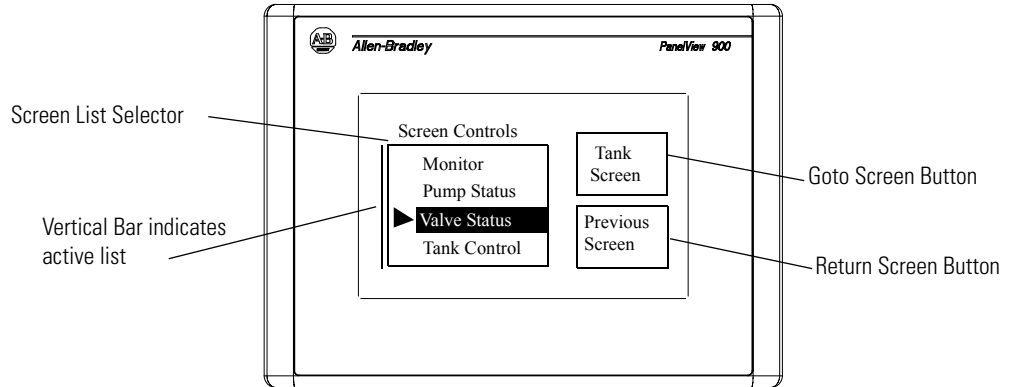 AB
Allen-Bradley
PanelView 900
Screen List Selector
Screen Controls
Monitor
Pump Status
Valve Status
Tank Control
Tank
Screen
Previous
Screen
Goto Screen Button
Vertical Bar indicates
active list
Return Screen Button